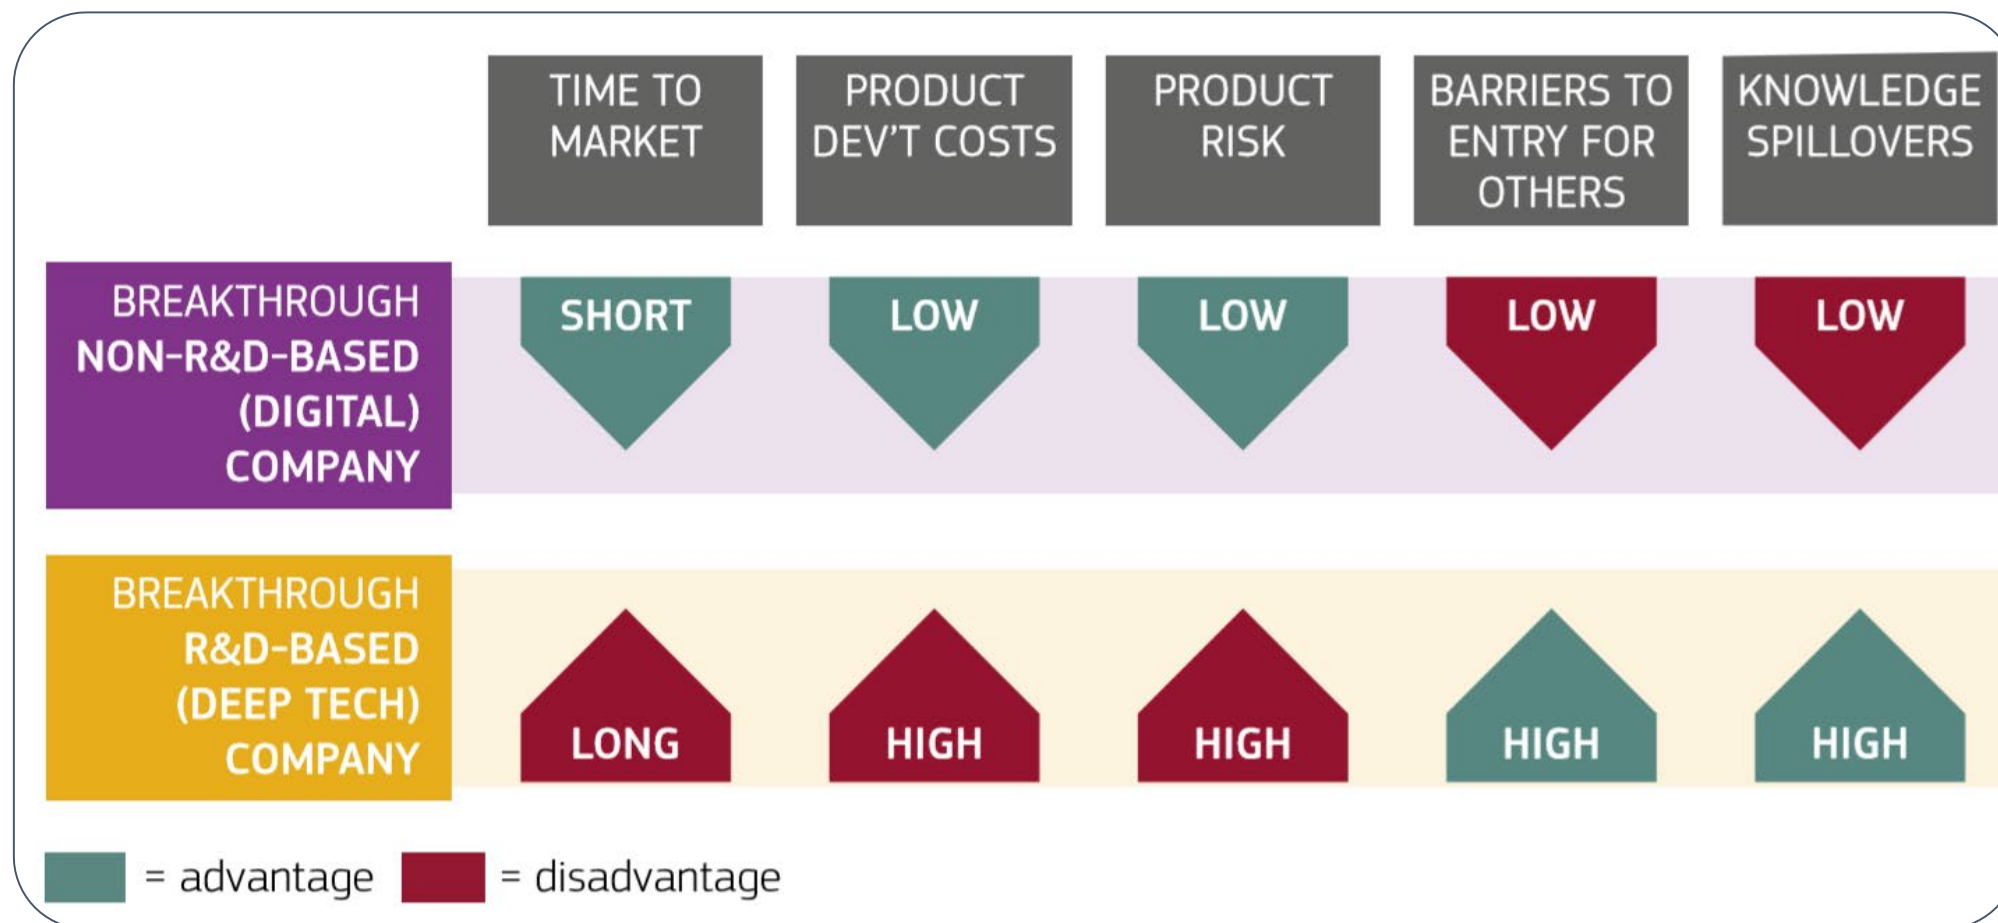 TIME TO
MARKET
PRODUCT
DEV'T COSTS
PRODUCT
RISK
BARRIERS TO
ENTRY FOR
OTHERS
KNOWLEDGE
SPILLOVERS
BREAKTHROUGH
NON-R&D-BASED
(DIGITAL)
COMPANY
SHORT
LOW
LOW
LOW
LOW
BREAKTHROUGH
R&D-BASED
(DEEP TECH)
COMPANY
LONG
HIGH
HIGH
HIGH
HIGH
= advantage
= disadvantage